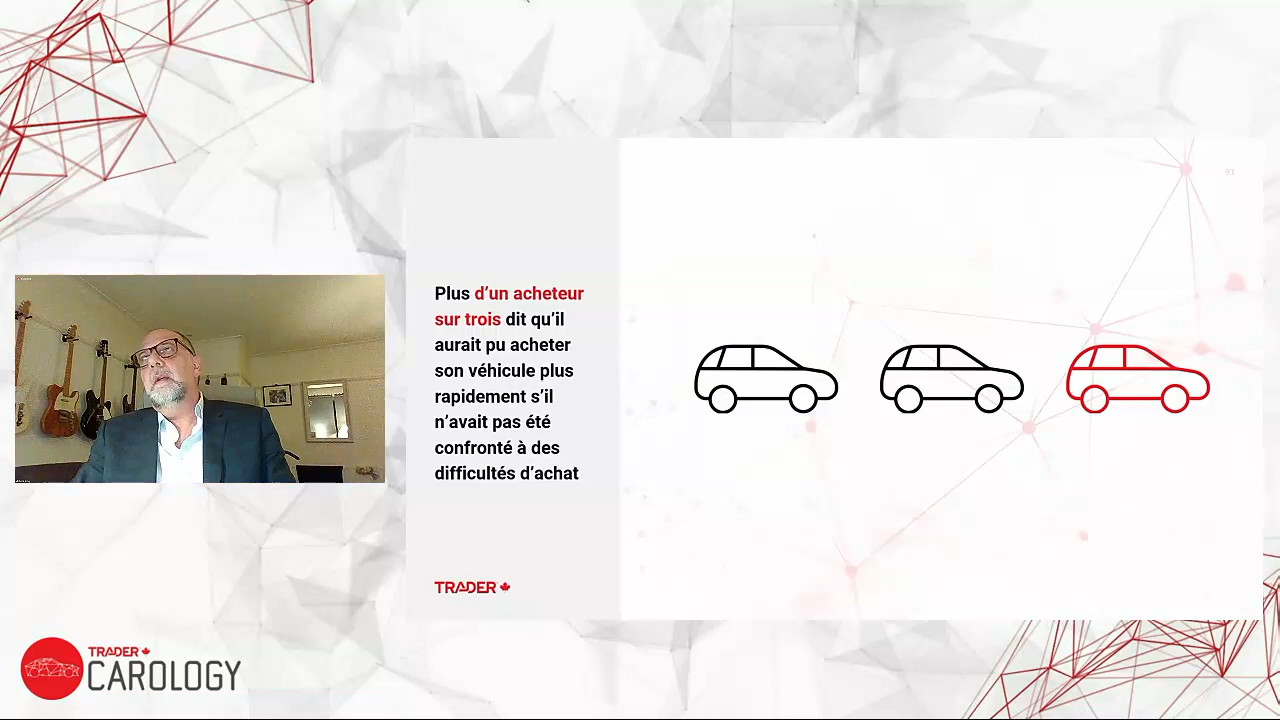 93
Plus d’un acheteur
sur trois dit qu’il
aurait pu acheter
son véhicule plus
rapidement s’il
n’avait pas été
confronté à des
difficultés d’achat
TRADER
TRADER
CAROLOGY